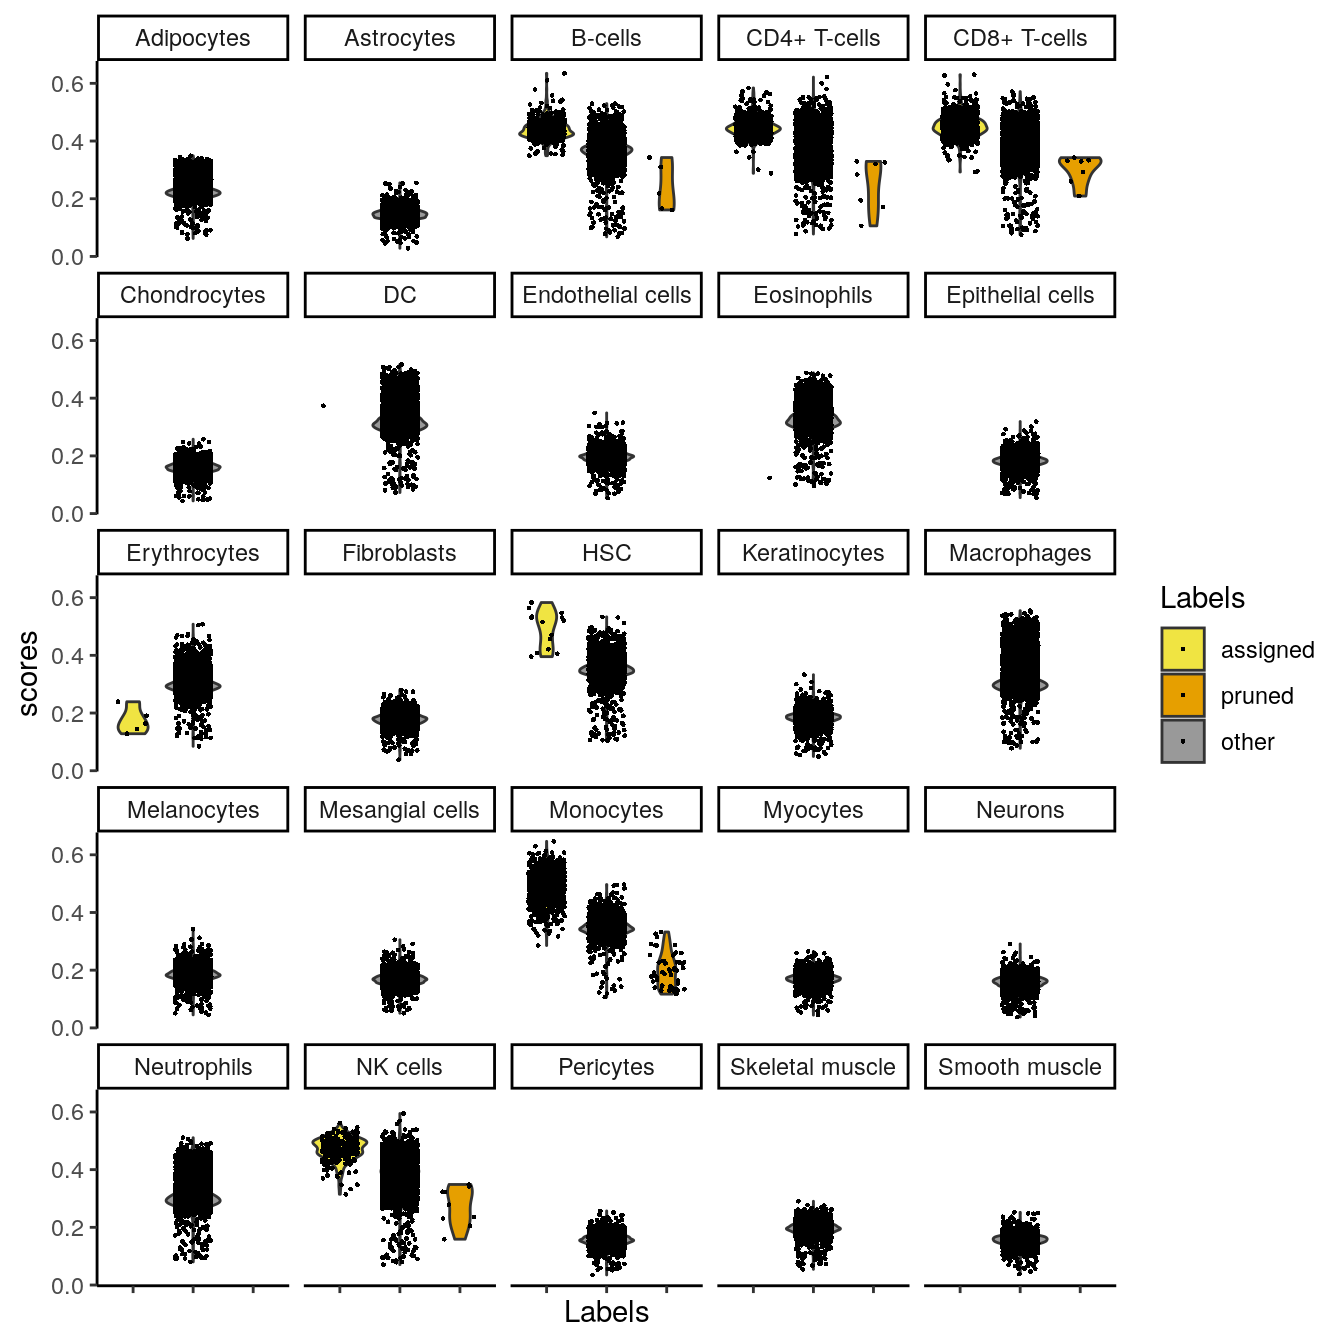 Adipocytes Astrocytes B-cells CD4+ T-cells CD8+ T-cells
0.6
0.4
0.2
0.0
Chondrocytes DC Endothelial cells Eosinophils Epithelial cells
0.6
0.4
0.2
0.0
Erythrocytes Fibroblasts HSC Keratinocytes Macrophages
0.6
0.4
0.2
0.0
Melanocytes Mesangial cells Monocytes Myocytes Neurons
0.6
0.4
0.2
0.0
Neutrophils NK cells Pericytes Skeletal muscle Smooth muscle
0.6
0.4
0.2
0.0
scores
Labels
Labels
assigned
pruned
other